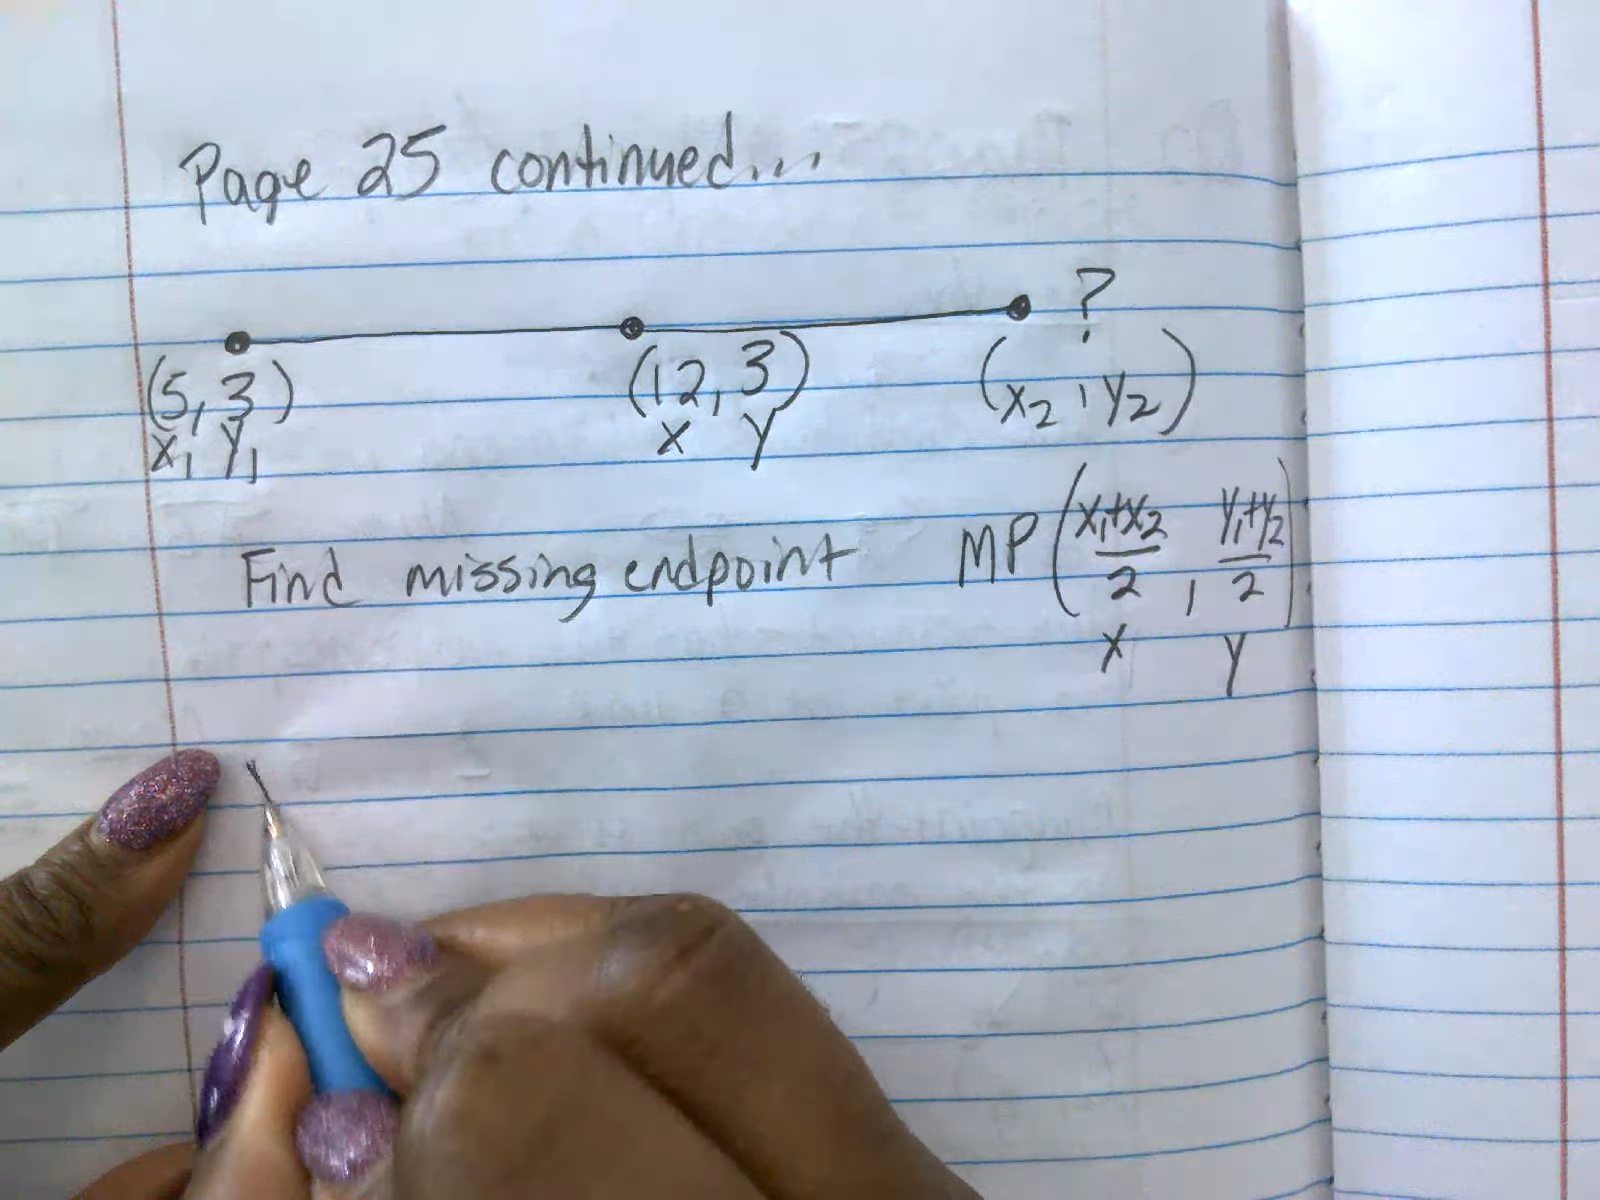 Page 25 continued...
?
(5, 3) (12, 3) (x₂, y₂)
x₁ y₁ x y
Find missing endpoint MP (x₁+x₂/2, y₁+y₂/2)
x y